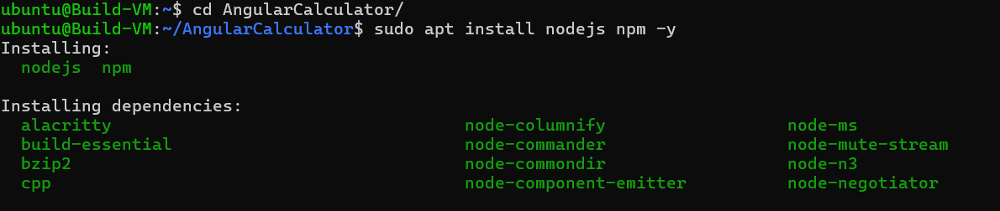 ubuntu@Build-VM:~$ cd AngularCalculator/
ubuntu@Build-VM:~/AngularCalculator$ sudo apt install nodejs npm -y
Installing:
  nodejs  npm

Installing dependencies:
  alacritty                                 node-columnify                  node-ms
  build-essential                           node-commander                  node-mute-stream
  bzip2                                     node-commondir                  node-n3
  cpp                                       node-component-emitter          node-negotiator